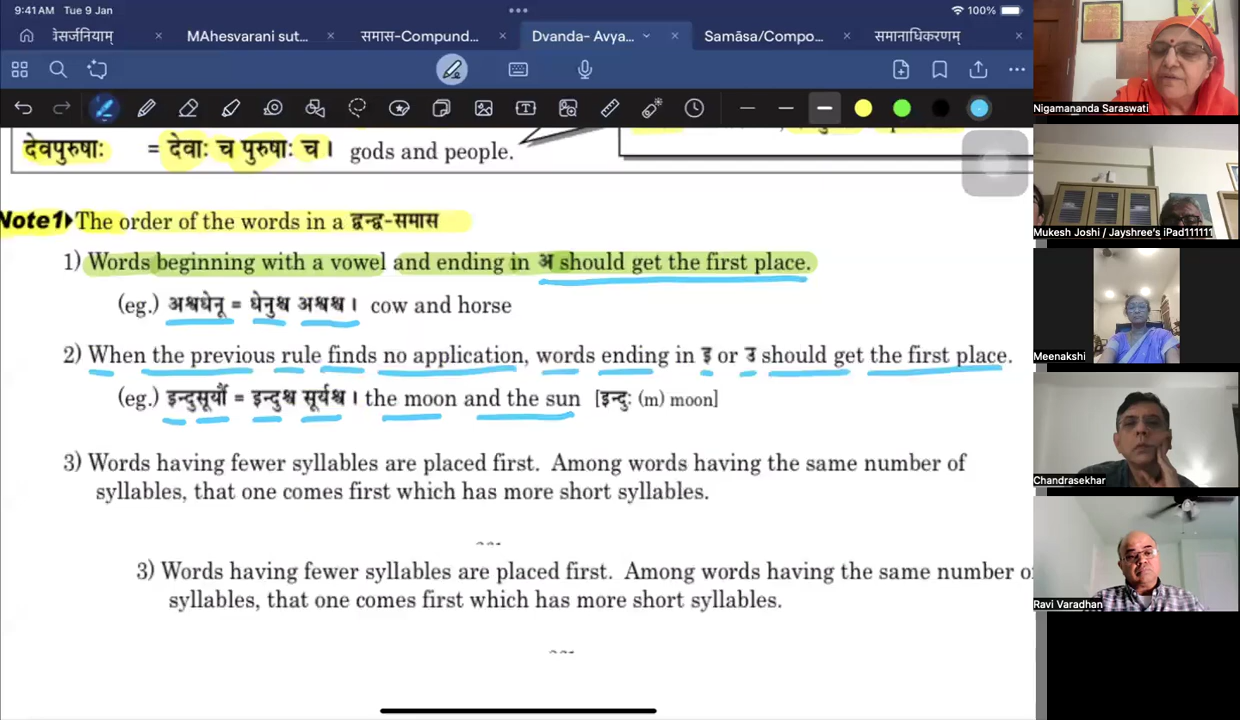 9:41 AM Tue 9 Jan
100%
वेसर्जनियाम्
MAhesvarani sut...
समास-Compund...
Dvanda- Avya...
Samāsa/Compo...
समानाधिकरणम्
देवपुरुषाः = देवाः च पुरुषाः च। gods and people.
Note1 The order of the words in a द्वन्द्व-समास
1) Words beginning with a vowel and ending in अ should get the first place.
(eg.) अश्वधेनू = धेनुश्च अश्वश्च। cow and horse
2) When the previous rule finds no application, words ending in इ or उ should get the first place.
(eg.) इन्दुसूर्यौ = इन्दुश्च सूर्यश्च। the moon and the sun [इन्दुः (m) moon]
3) Words having fewer syllables are placed first. Among words having the same number of
syllables, that one comes first which has more short syllables.
3) Words having fewer syllables are placed first. Among words having the same number o
syllables, that one comes first which has more short syllables.
Nigamananda Saraswati
Mukesh Joshi / Jayshree's iPad111111
Meenakshi
Chandrasekhar
Ravi Varadhan